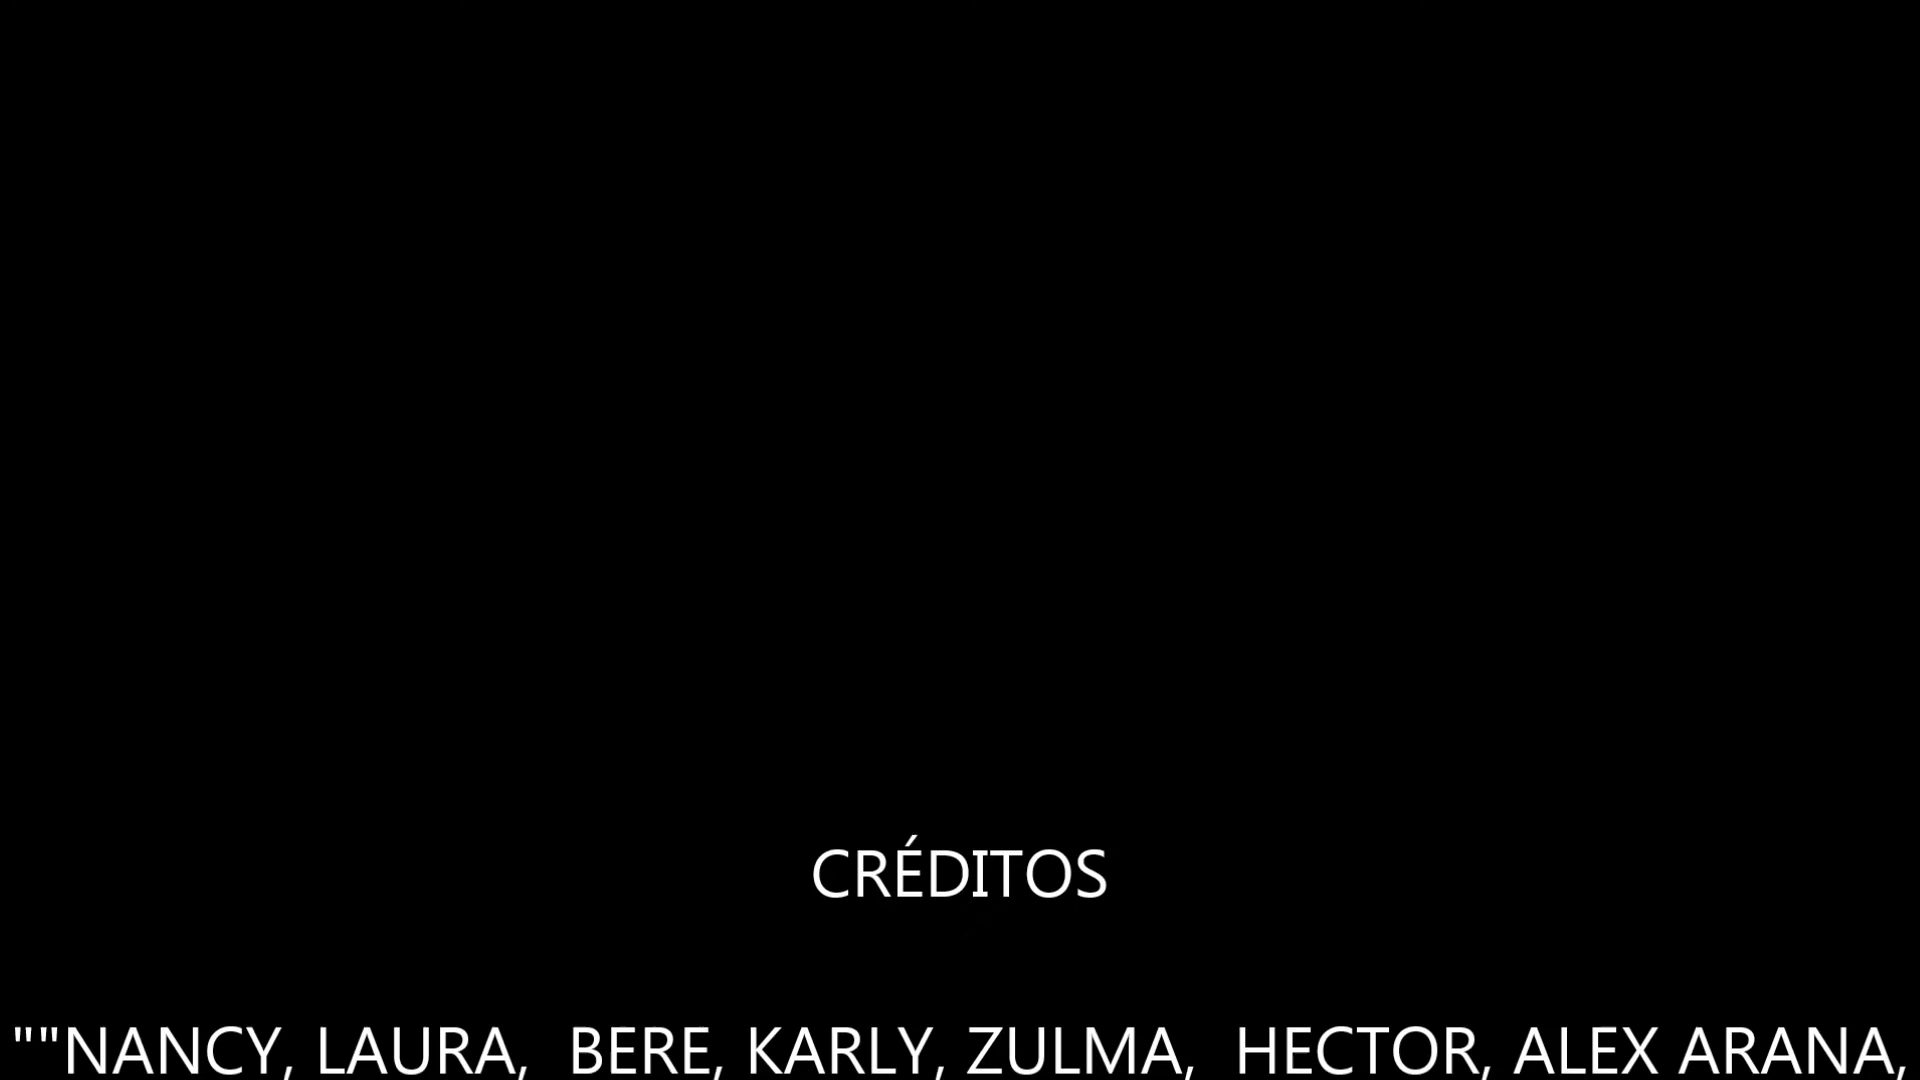 CRÉDITOS
""NANCY, LAURA,  BERE, KARLY, ZULMA,  HECTOR, ALEX ARANA,